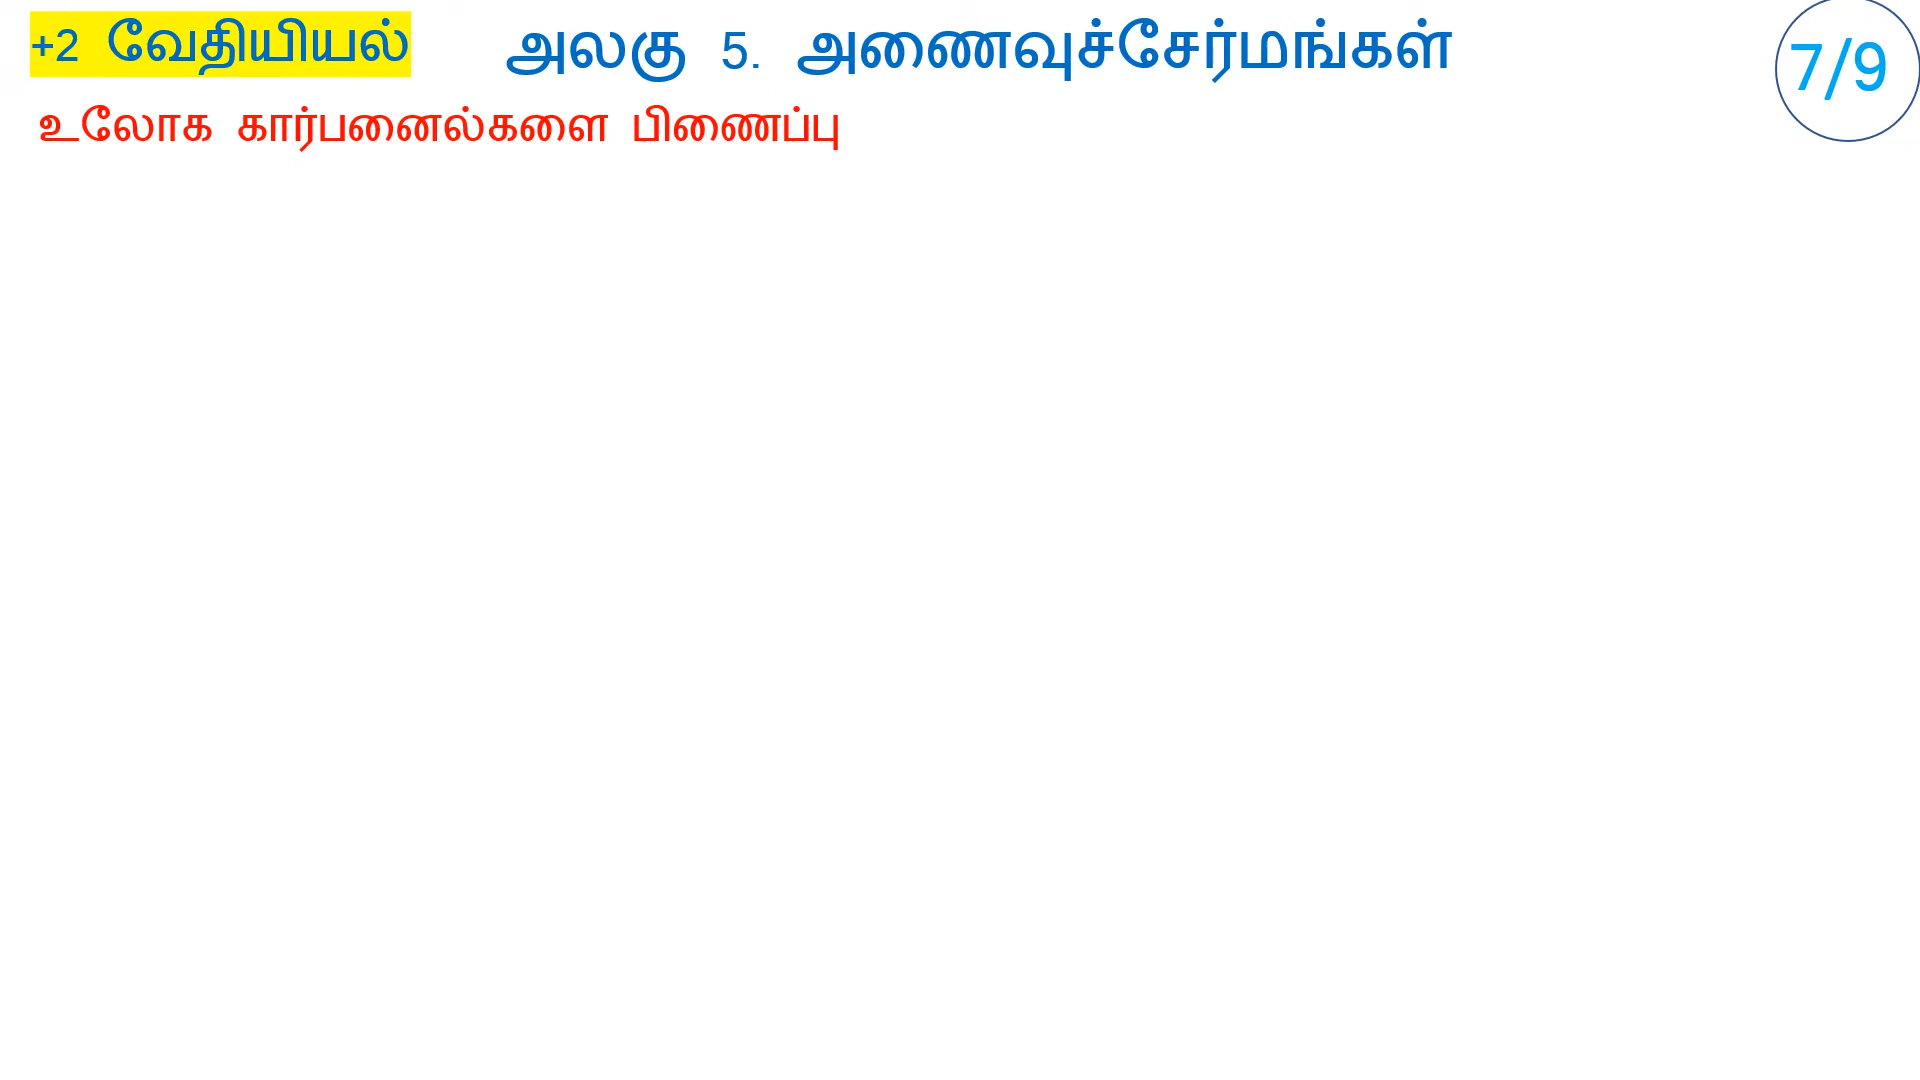 +2 வேதியியல் அலகு 5. அணைவுச்சேர்மங்கள் 7/9
உலோக கார்பனைல்களை பிணைப்பு